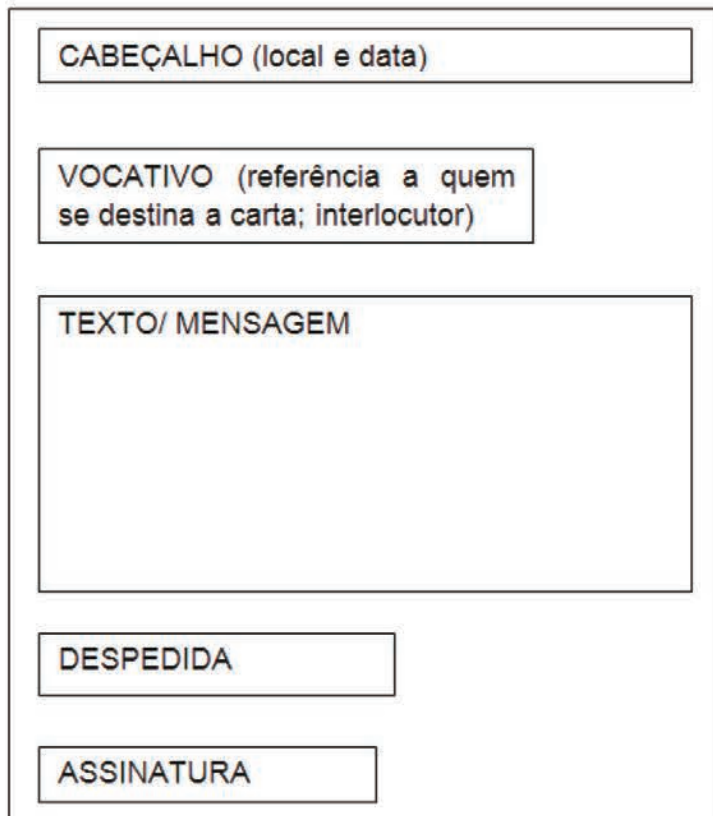 CABEÇALHO (local e data)
VOCATIVO (referência a quem
se destina a carta; interlocutor)
TEXTO/ MENSAGEM
DESPEDIDA
ASSINATURA